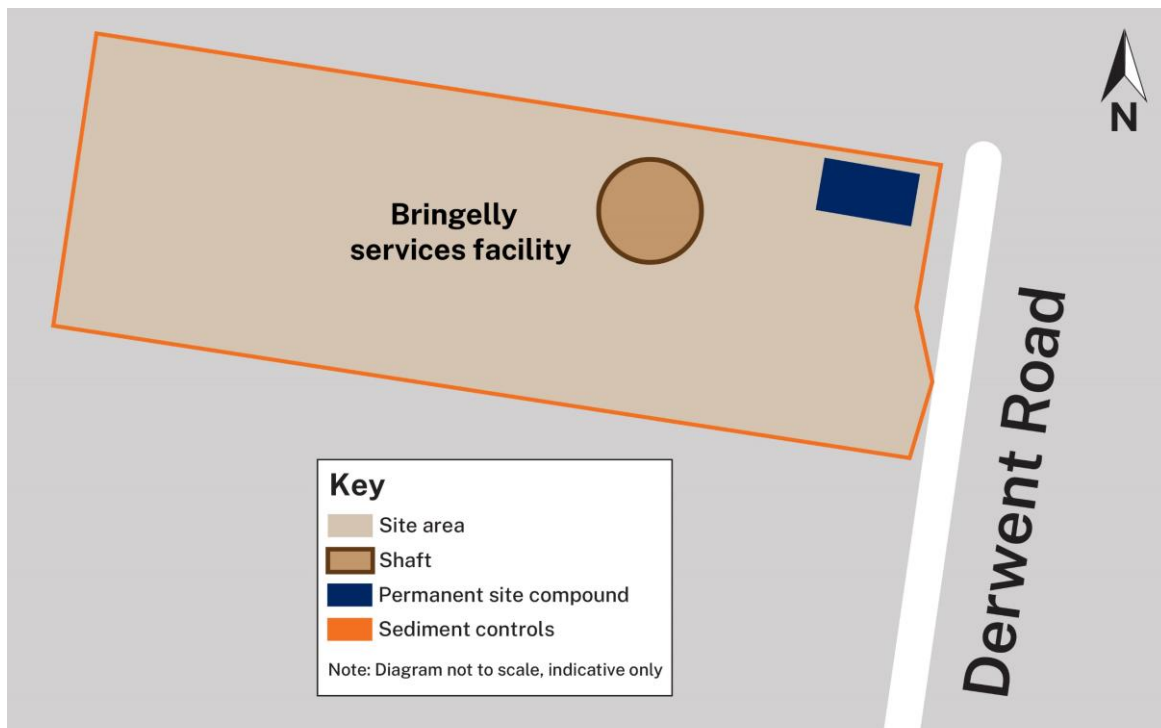 N
Bringelly
services facility
Derwent Road
Key
Site area
Shaft
Permanent site compound
Sediment controls
Note: Diagram not to scale, indicative only